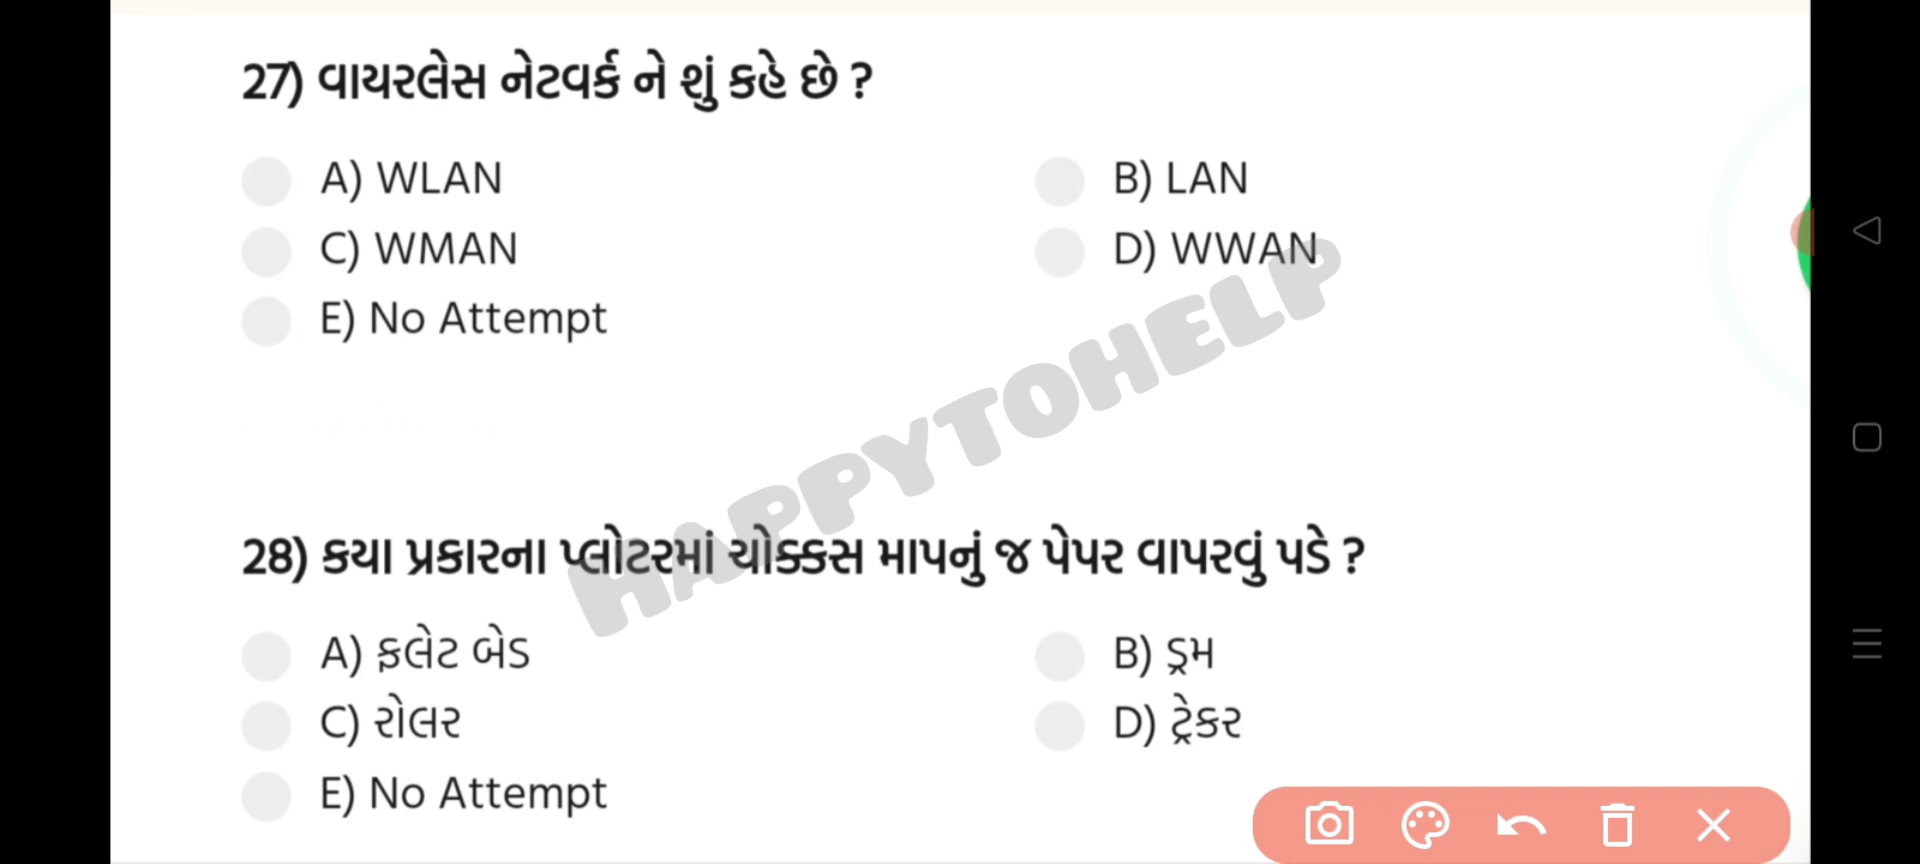 27) વાયરલેસ નેટવર્ક ને શું કહે છે ?
A) WLAN
B) LAN
C) WMAN
D) WWAN
E) No Attempt
HAPPYTOHELP
28) કયા પ્રકારના પ્લોટરમાં ચોક્કસ માપનું જ પેપર વાપરવું પડે ?
A) ફલેટ બેડ
B) ડ્રમ
C) રોલર
D) ટ્રેકર
E) No Attempt